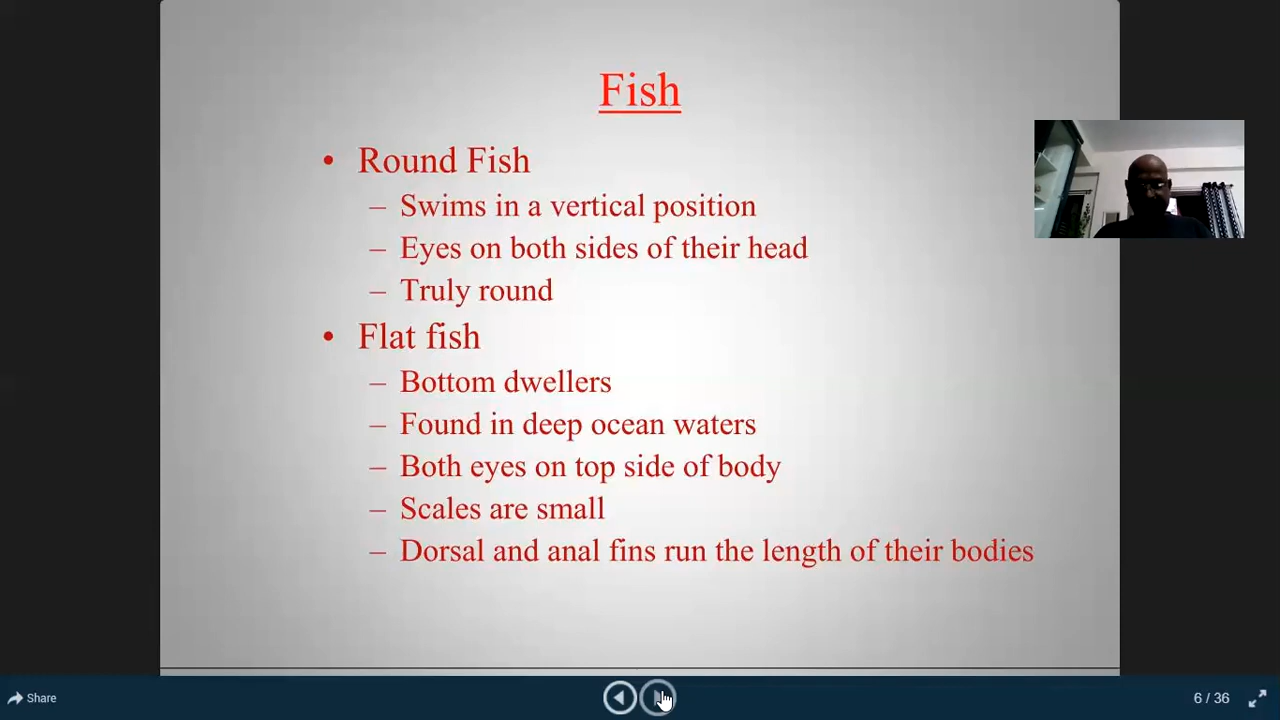 Fish
• Round Fish
– Swims in a vertical position
– Eyes on both sides of their head
– Truly round
• Flat fish
– Bottom dwellers
– Found in deep ocean waters
– Both eyes on top side of body
– Scales are small
– Dorsal and anal fins run the length of their bodies
Share
6 / 36